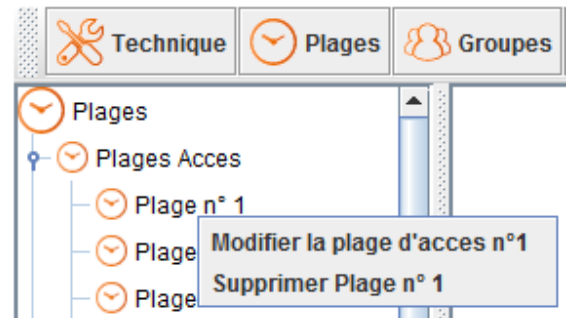 Technique Plages Groupes
Plages
Plages Acces
Plage n° 1
Modifier la plage d'acces n°1
Plage
Supprimer Plage n° 1
Plage